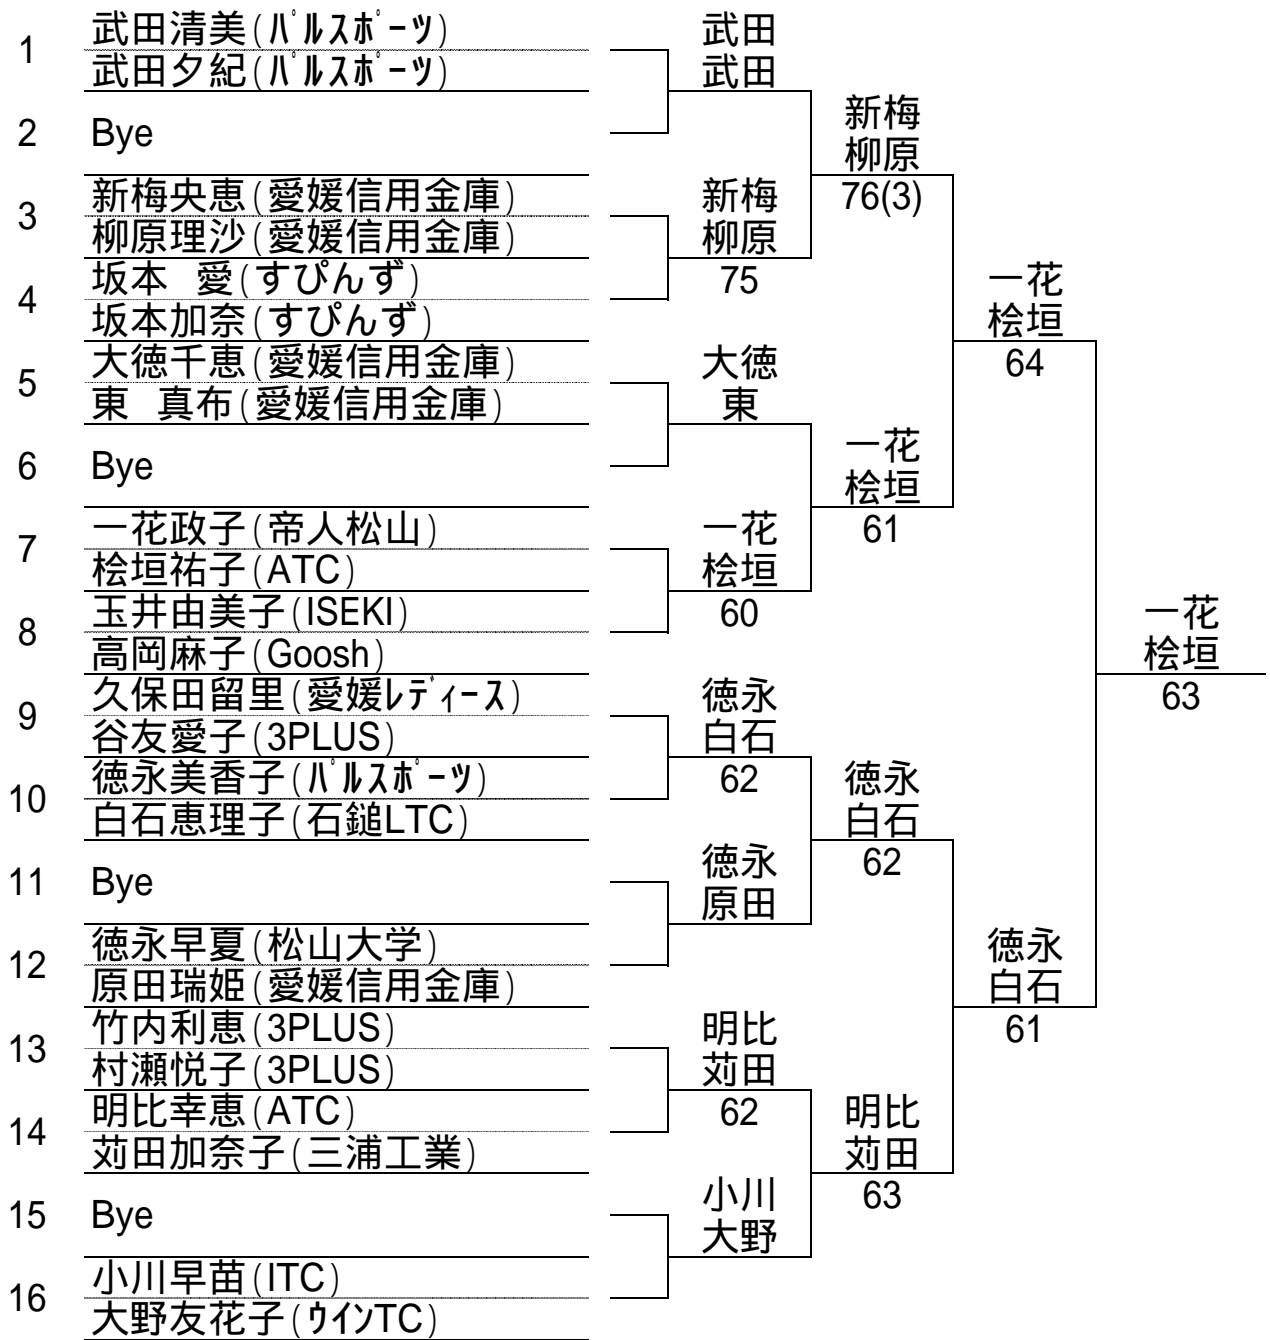 1
武田清美(パルスポーツ)
武田夕紀(パルスポーツ)
2
Bye
3
新梅央恵(愛媛信用金庫)
柳原理沙(愛媛信用金庫)
4
坂本　愛(すぴんず)
坂本加奈(すぴんず)
5
大徳千恵(愛媛信用金庫)
東　真布(愛媛信用金庫)
6
Bye
7
一花政子(帝人松山)
桧垣祐子(ATC)
8
玉井由美子(ISEKI)
高岡麻子(Goosh)
9
久保田留里(愛媛ﾚﾃﾞｨｰｽ)
谷友愛子(3PLUS)
10
徳永美香子(パルスポーツ)
白石恵理子(石鎚LTC)
11
Bye
12
徳永早夏(松山大学)
原田瑞姫(愛媛信用金庫)
13
竹内利恵(3PLUS)
村瀬悦子(3PLUS)
14
明比幸恵(ATC)
苅田加奈子(三浦工業)
15
Bye
16
小川早苗(ITC)
大野友花子(ｳｲﾝTC)
武田
武田
新梅
柳原
75
大徳
東
一花
桧垣
60
徳永
白石
62
徳永
原田
明比
苅田
62
小川
大野
新梅
柳原
76(3)
一花
桧垣
61
徳永
白石
62
明比
苅田
63
一花
桧垣
64
徳永
白石
61
一花
桧垣
63